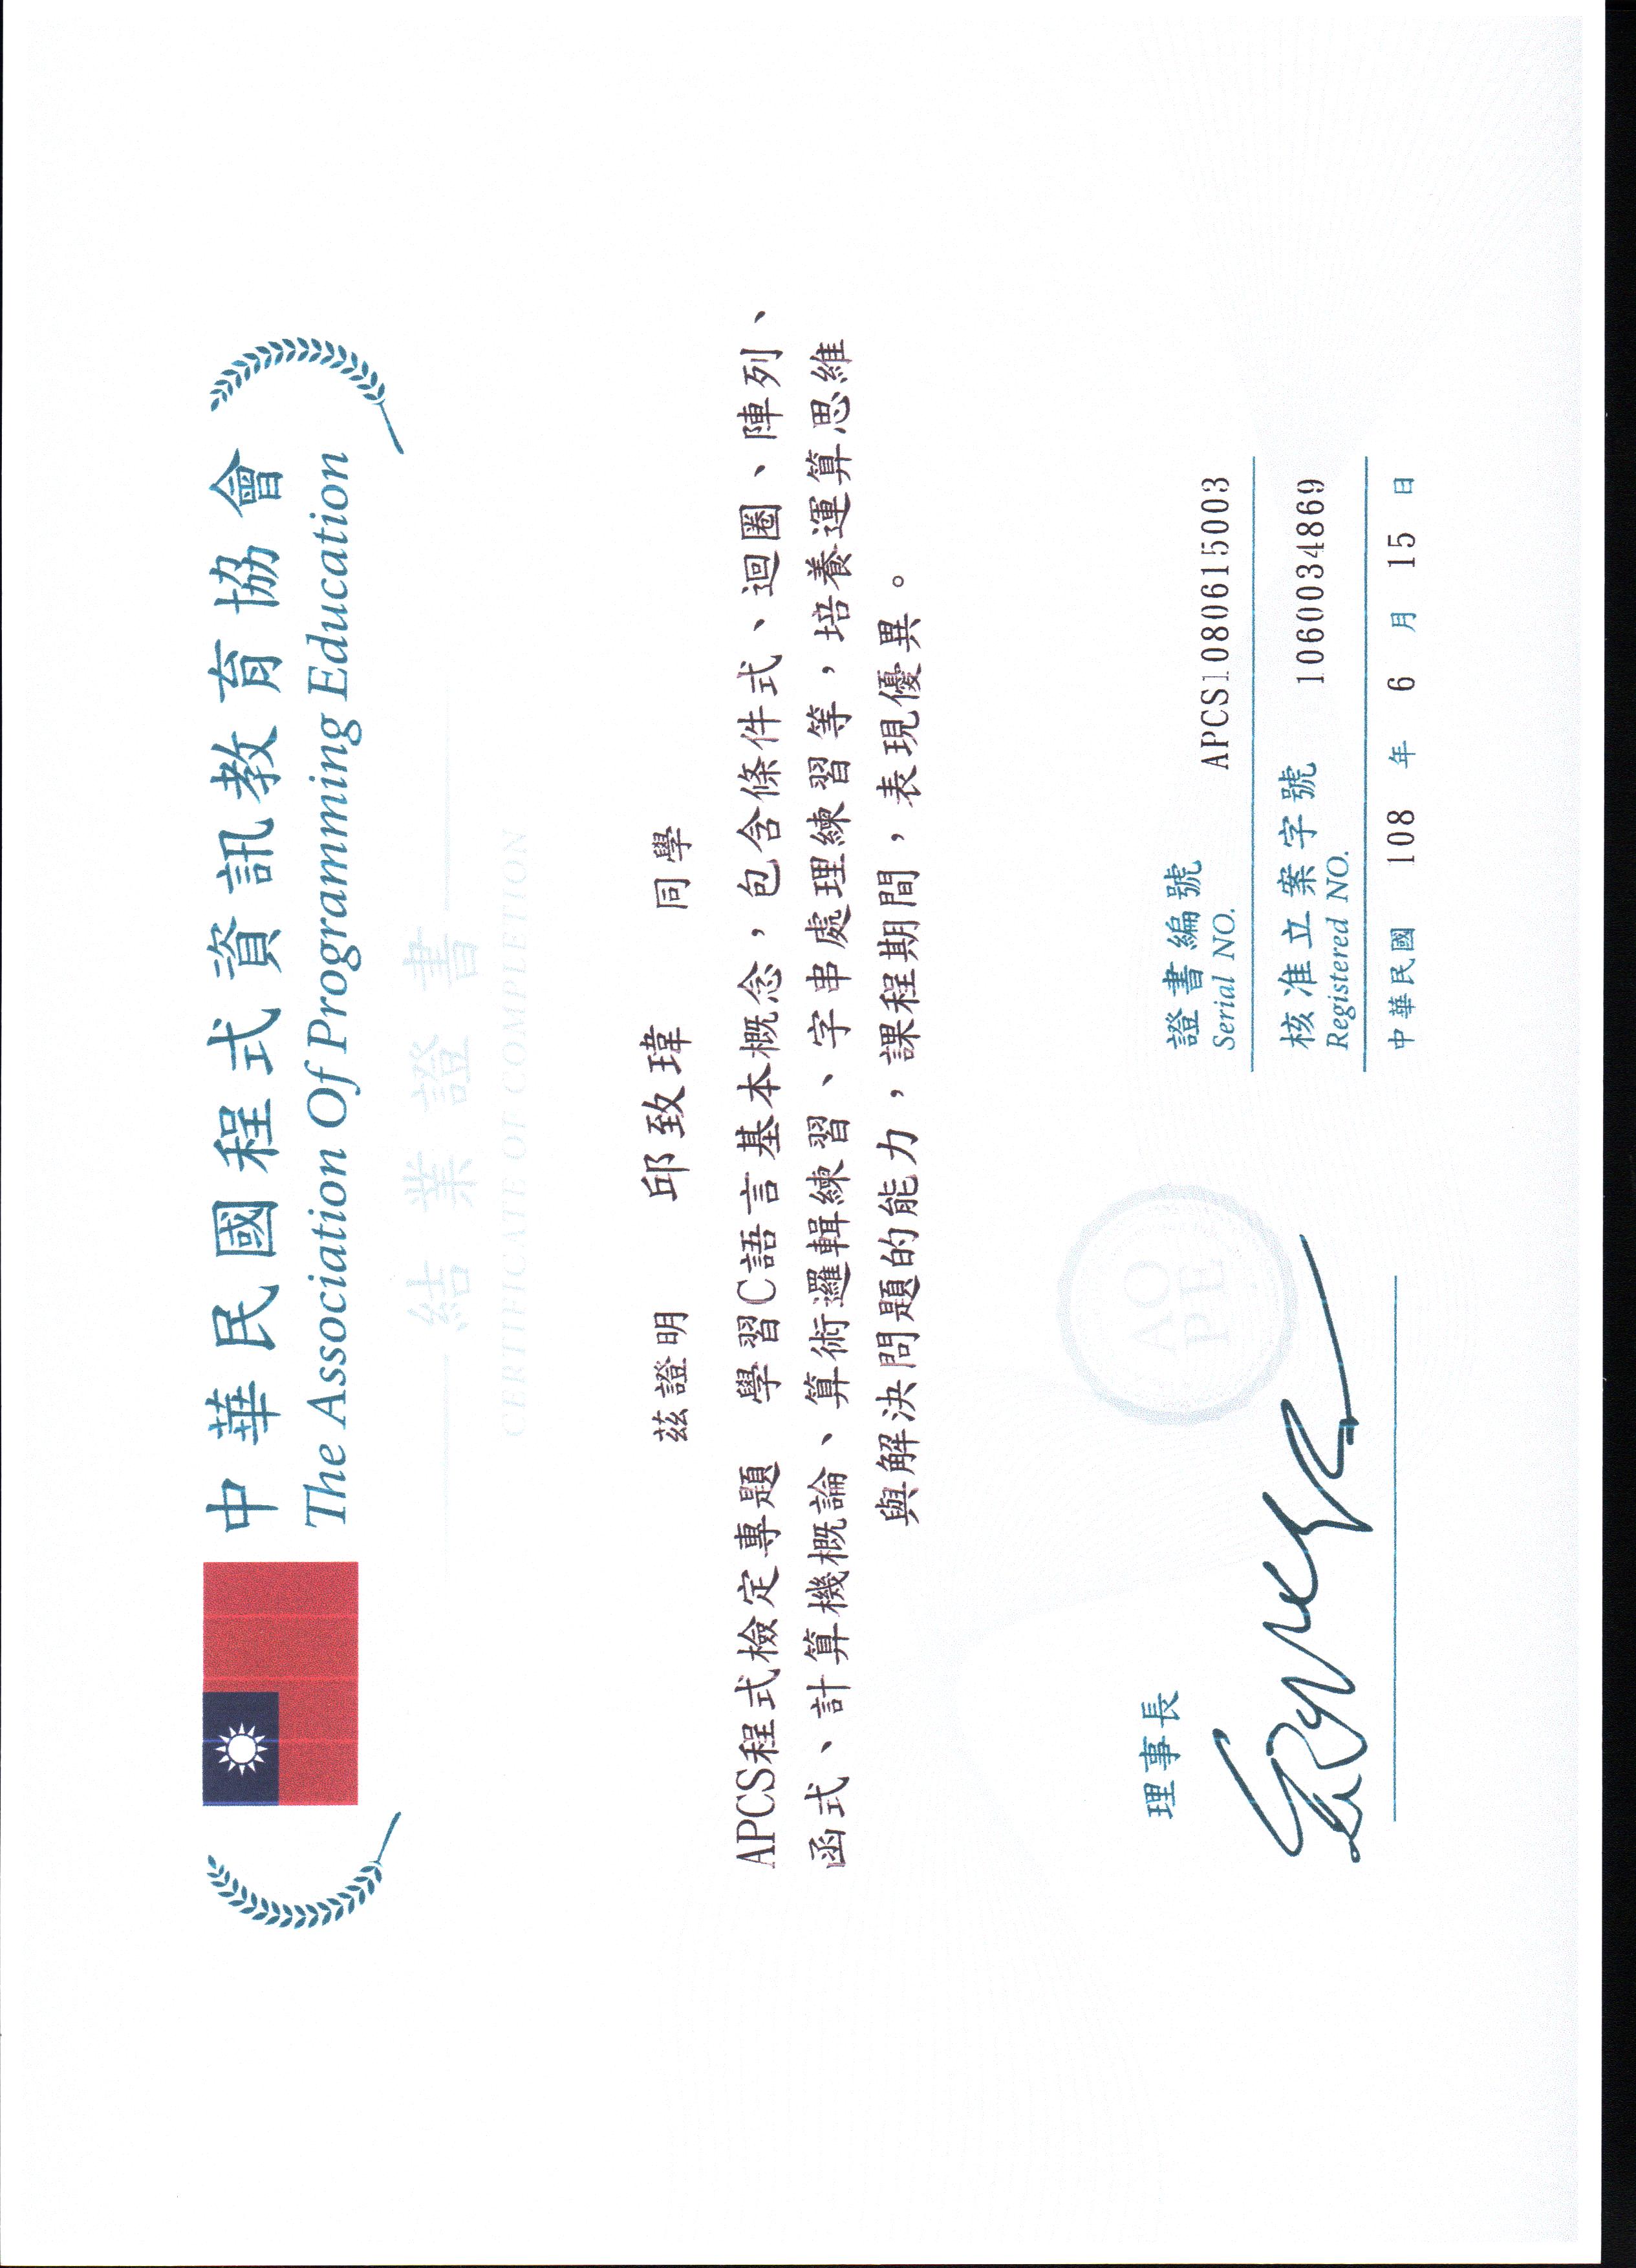 中華民國程式資訊教育協會
The Association Of Programming Education
結業證書
CERTIFICATE OF COMPLETION
茲證明 邱致瑋 同學
APCS程式檢定專題 學習C語言基本概念，包含條件式、迴圈、陣列、
函式、計算機概論、算術邏輯練習、字串處理練習等，培養運算思維
與解決問題的能力，課程期間，表現優異。
理事長
AO
PE
證書編號 APCS1080615003
Serial NO.
核准立案字號 1060034869
Registered NO.
中華民國 108 年 6 月 15 日